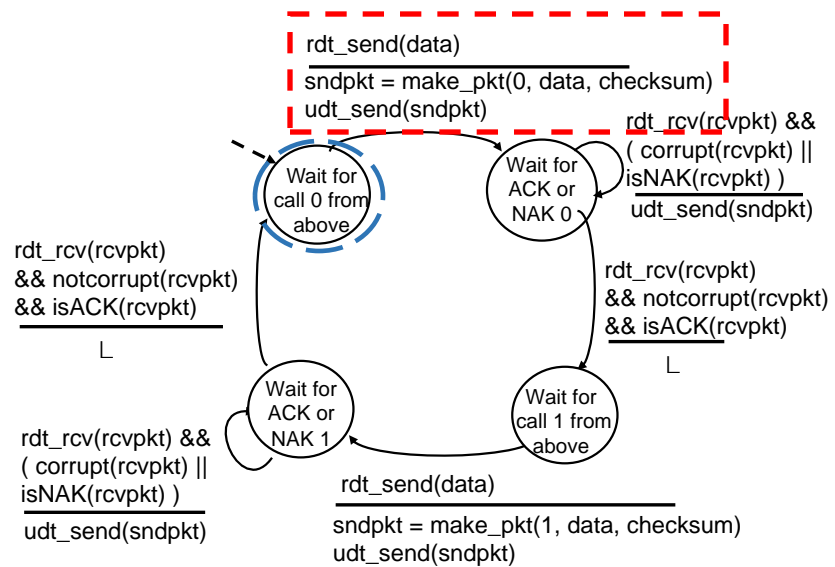 rdt_send(data)
sndpkt = make_pkt(0, data, checksum)
udt_send(sndpkt)
rdt_rcv(rcvpkt) &&
( corrupt(rcvpkt) ||
isNAK(rcvpkt) )
udt_send(sndpkt)
Wait for
call 0 from
above
Wait for
ACK or
NAK 0
rdt_rcv(rcvpkt)
&& notcorrupt(rcvpkt)
&& isACK(rcvpkt)
L
rdt_rcv(rcvpkt)
&& notcorrupt(rcvpkt)
&& isACK(rcvpkt)
L
Wait for
ACK or
NAK 1
Wait for
call 1 from
above
rdt_rcv(rcvpkt) &&
( corrupt(rcvpkt) ||
isNAK(rcvpkt) )
udt_send(sndpkt)
rdt_send(data)
sndpkt = make_pkt(1, data, checksum)
udt_send(sndpkt)